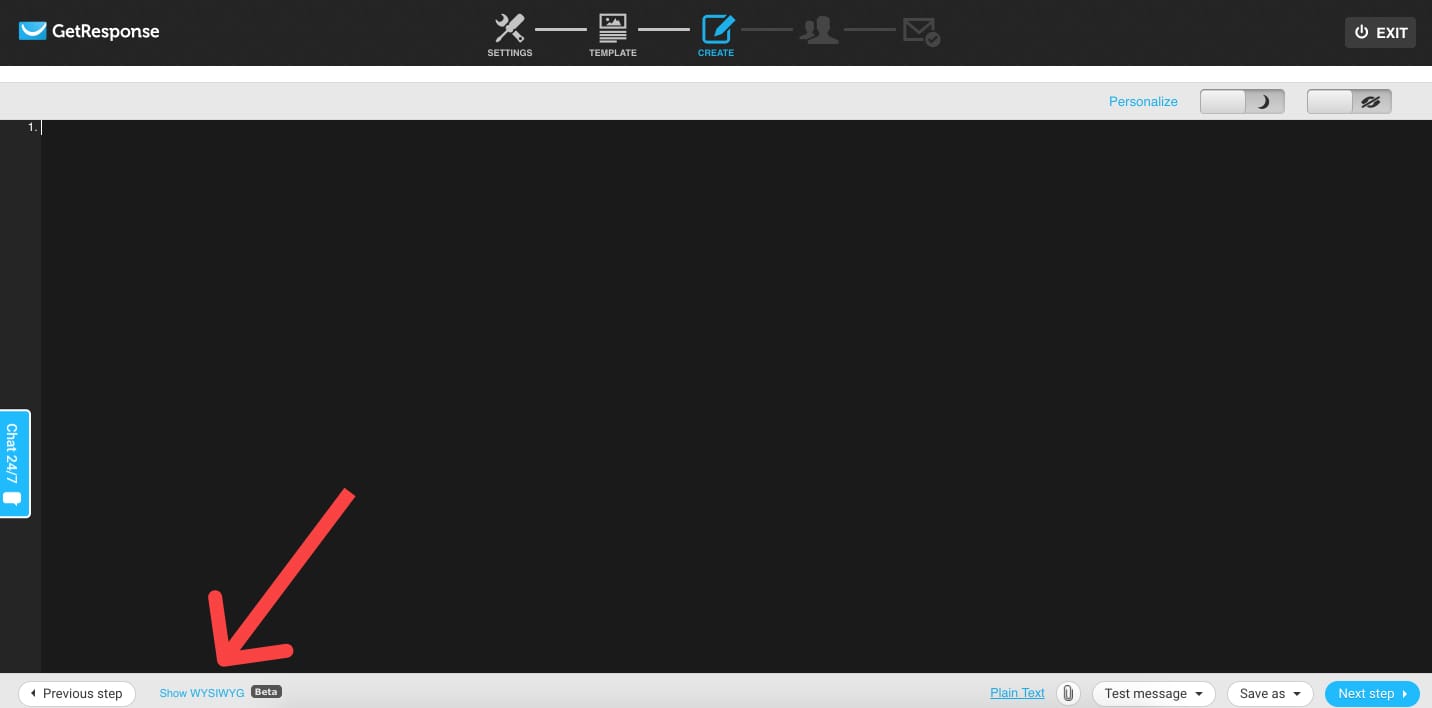 GetResponse
SETTINGS
TEMPLATE
CREATE
EXIT
Personalize
1.
Chat 24/7
Previous step
Show WYSIWYG Beta
Plain Text
Test message
Save as
Next step